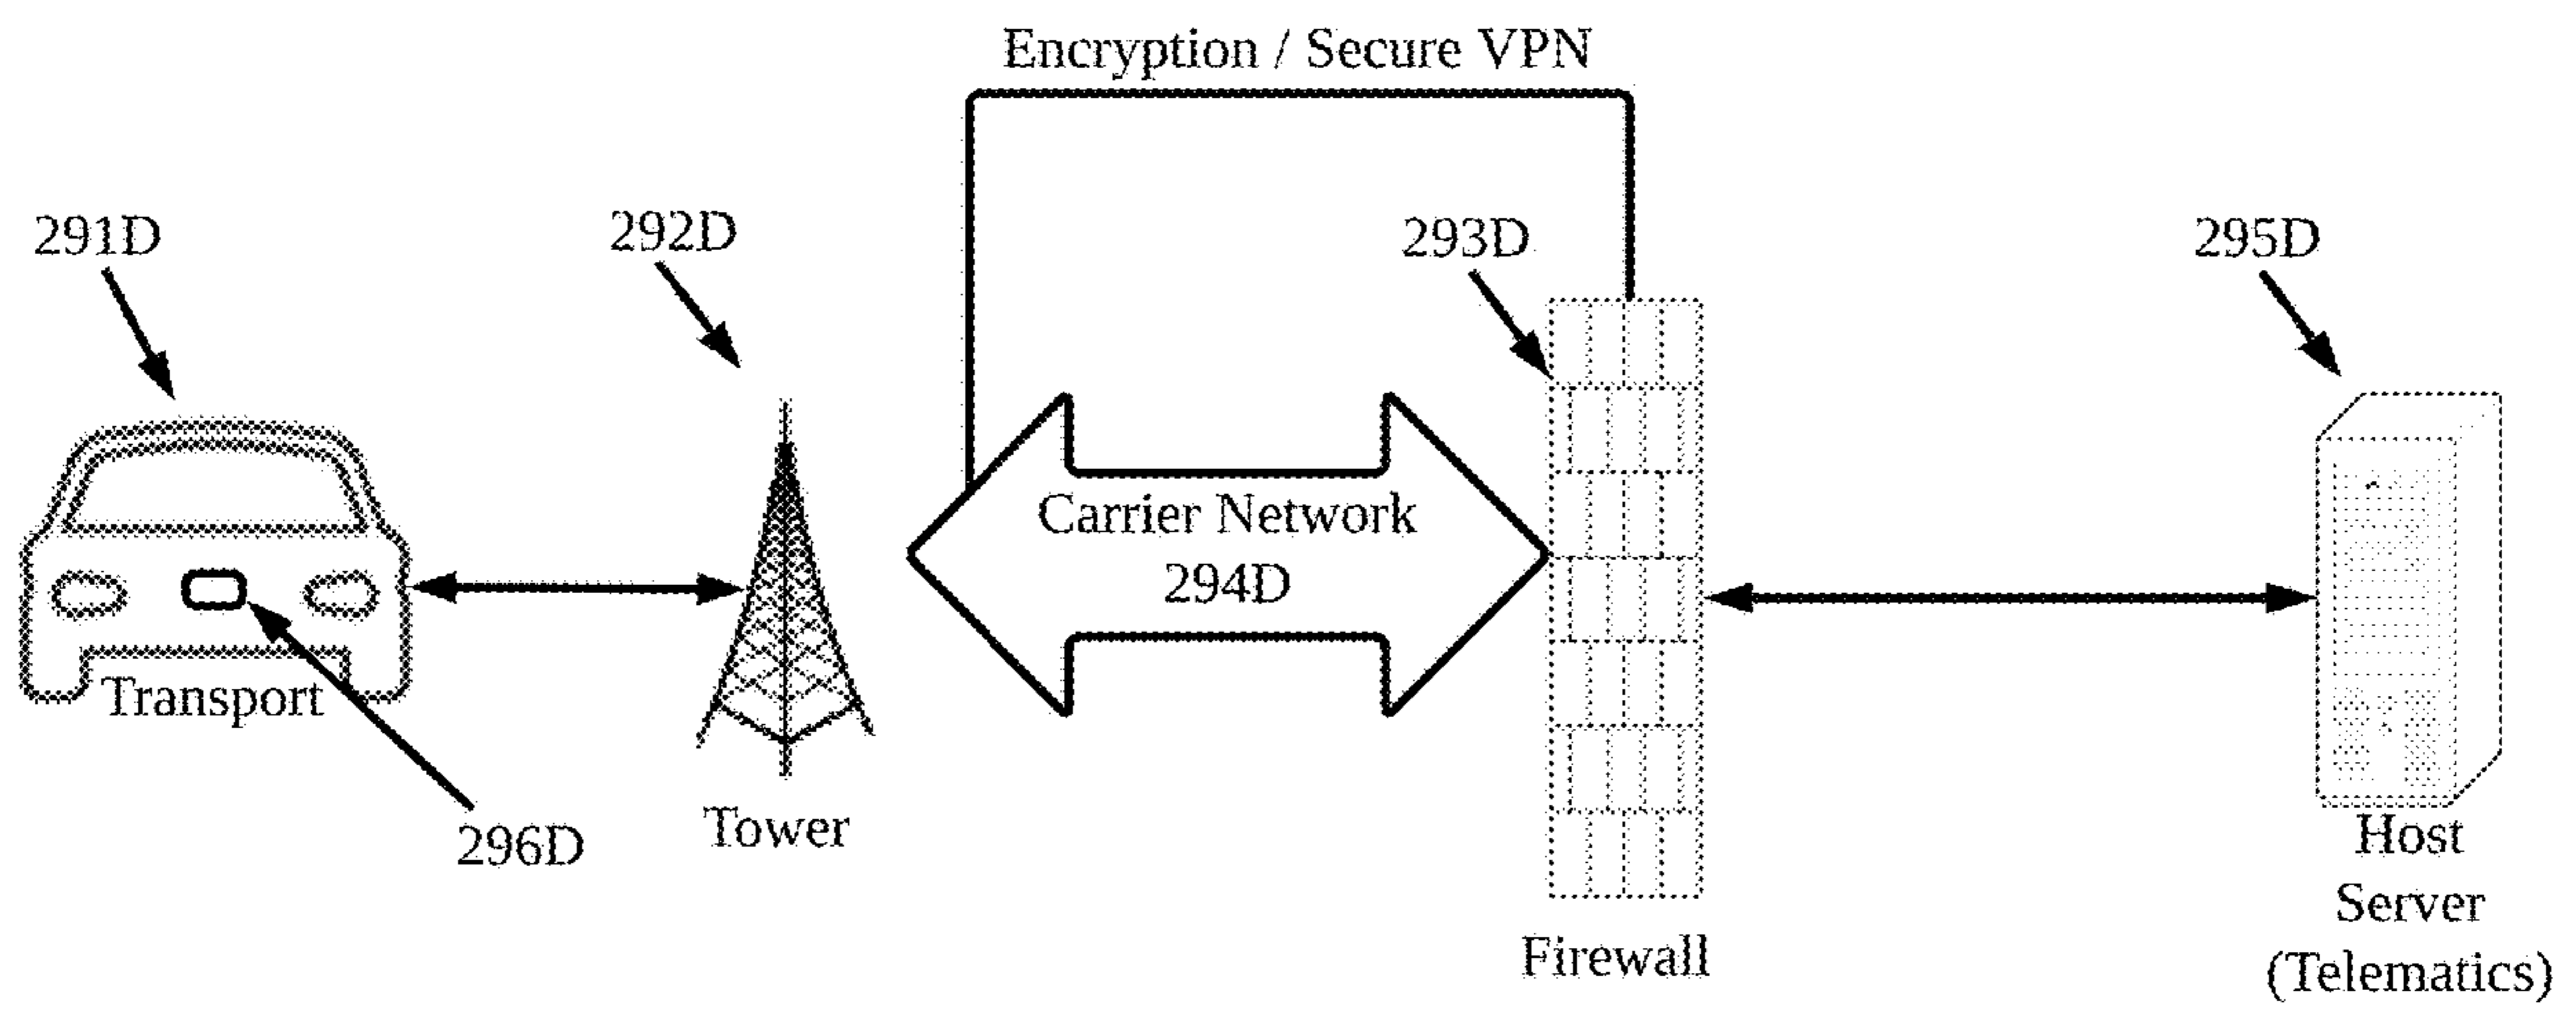 Encryption / Secure VPN
291D
292D
293D
295D
Carrier Network
294D
Transport
296D
Tower
Firewall
Host
Server
(Telematics)